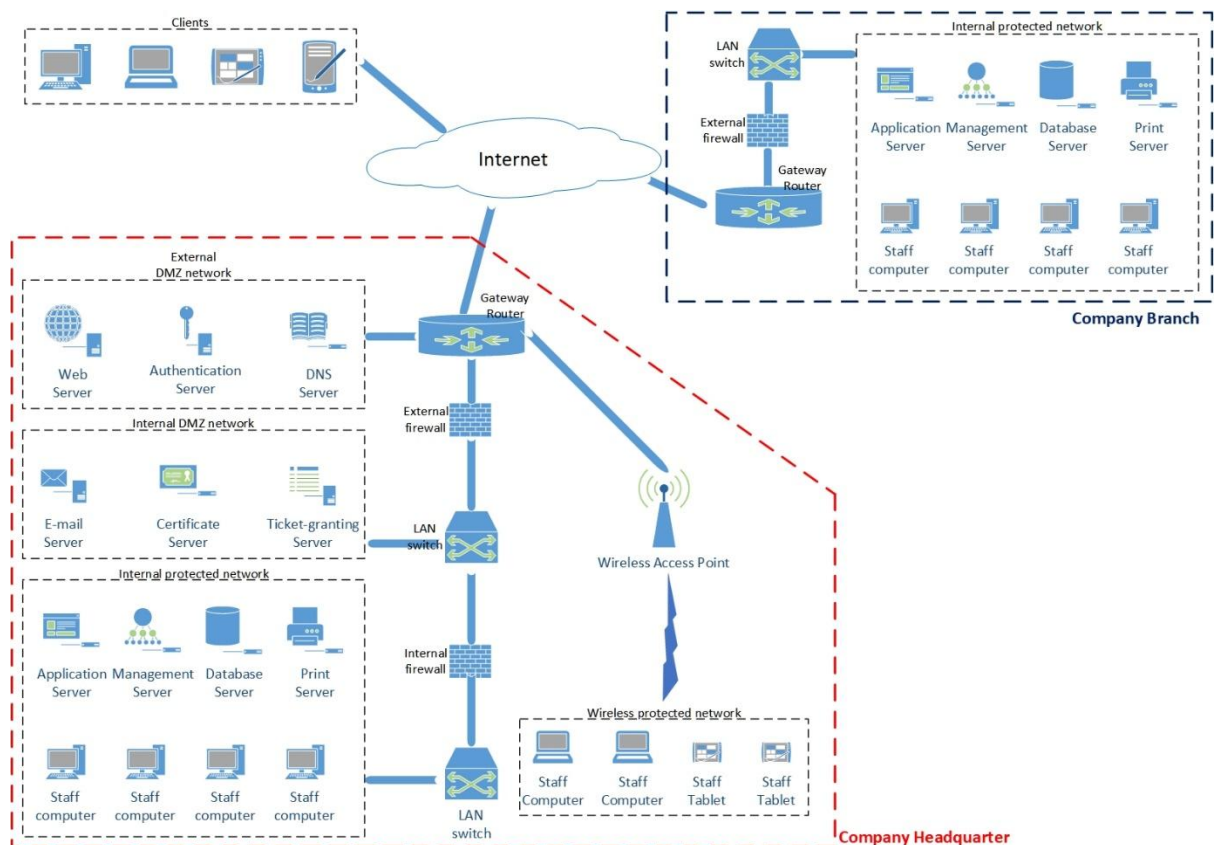 Clients
Internet
LAN
switch
External
firewall
Gateway
Router
Internal protected network
Application
Server
Management
Server
Database
Server
Print
Server
Staff
computer
Staff
computer
Staff
computer
Staff
computer
Company Branch
External
DMZ network
Web
Server
Authentication
Server
DNS
Server
Gateway
Router
External
firewall
Internal DMZ network
E-mail
Server
Certificate
Server
Ticket-granting
Server
LAN
switch
Wireless Access Point
Internal protected network
Application
Server
Management
Server
Database
Server
Print
Server
Staff
computer
Staff
computer
Staff
computer
Staff
computer
Internal
firewall
LAN
switch
Wireless protected network
Staff
Computer
Staff
Computer
Staff
Tablet
Staff
Tablet
Company Headquarter